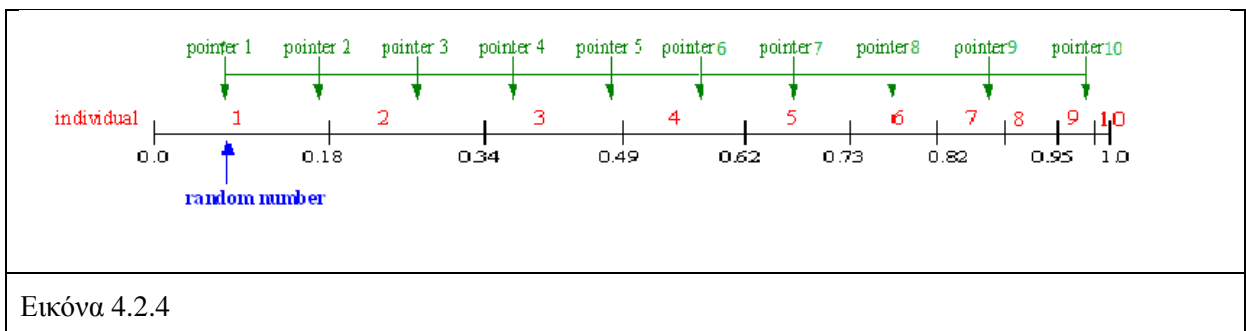 pointer 1 pointer 2 pointer 3 pointer 4 pointer 5 pointer 6 pointer 7 pointer 8 pointer 9 pointer 10
individual 1 2 3 4 5 6 7 8 9 10
0.0 0.18 0.34 0.49 0.62 0.73 0.82 0.95 1.0
random number
Εικόνα 4.2.4